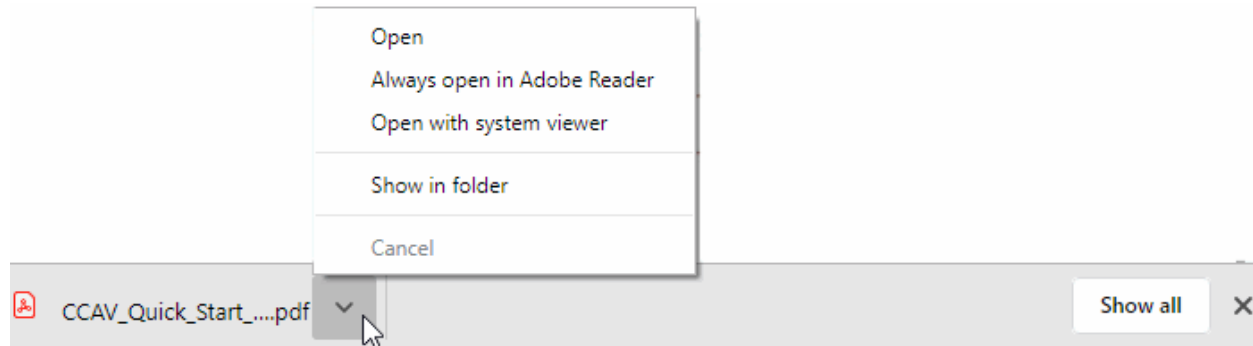 Open
Always open in Adobe Reader
Open with system viewer
Show in folder
Cancel
CCAV_Quick_Start_....pdf
Show all